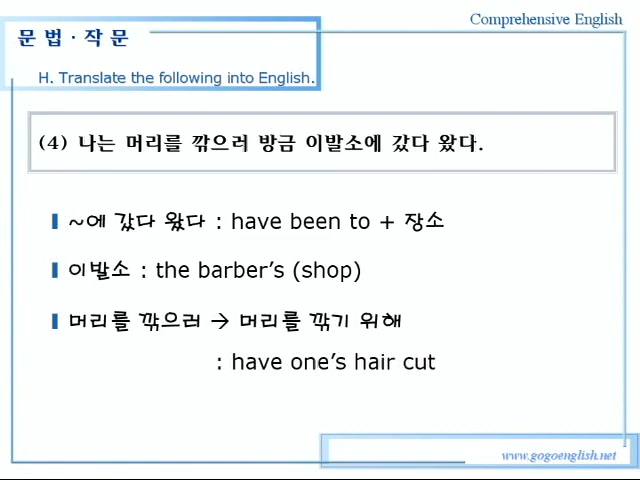 Comprehensive English
문 법 · 작 문
H. Translate the following into English.
(4) 나는 머리를 깎으러 방금 이발소에 갔다 왔다.
~에 갔다 왔다 : have been to + 장소
이발소 : the barber’s (shop)
머리를 깎으러 → 머리를 깎기 위해
: have one’s hair cut
www.gogoenglish.net